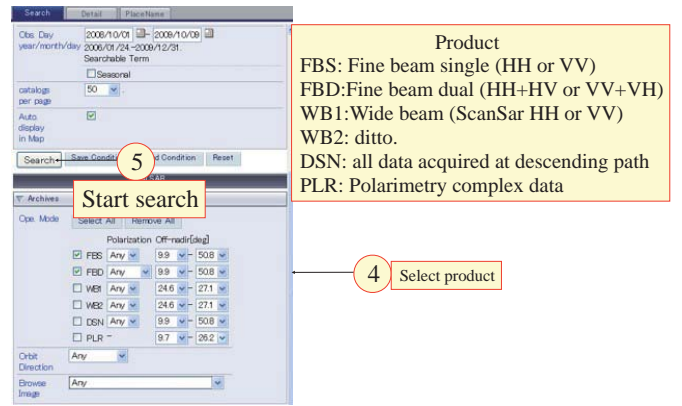 Search Detail PlaceName
Obs. Day 2008/10/01 - 2008/10/09
year/month/day 2006/01/24.-2009/12/31.
Searchable Term
Seasonal
catalogs 50 .
per page
Auto
display
in Map
Search Save Condition Condition Reset
5
Start search
Archives
Ope. Mode Select All Remove All
Polarization Off-nadir[deg]
FBS Any 9.9 - 50.8
FBD Any 9.9 - 50.8
WB1 Any 24.6 - 27.1
WB2 Any 24.6 - 27.1
DSN Any 9.9 - 50.8
PLR - 9.7 - 26.2
Orbit Any
Direction
Browse Any
Image
Product
FBS: Fine beam single (HH or VV)
FBD:Fine beam dual (HH+HV or VV+VH)
WB1:Wide beam (ScanSar HH or VV)
WB2: ditto.
DSN: all data acquired at descending path
PLR: Polarimetry complex data
4 Select product